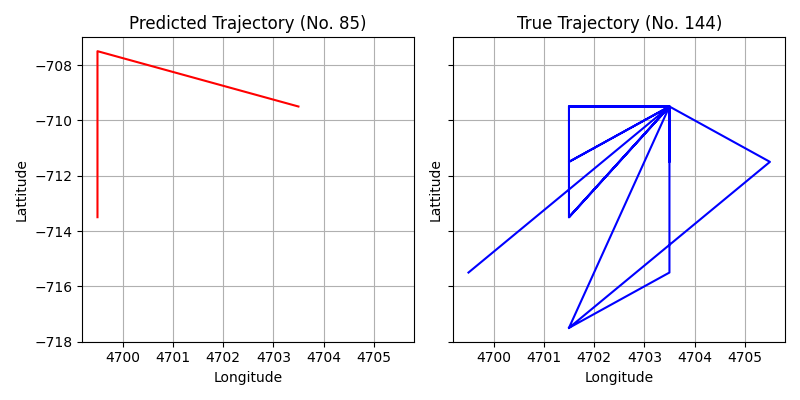 Predicted Trajectory (No. 85)
True Trajectory (No. 144)
Lattitude
−708
−710
−712
−714
−716
−718
4700 4701 4702 4703 4704 4705
Longitude
Lattitude
4700 4701 4702 4703 4704 4705
Longitude